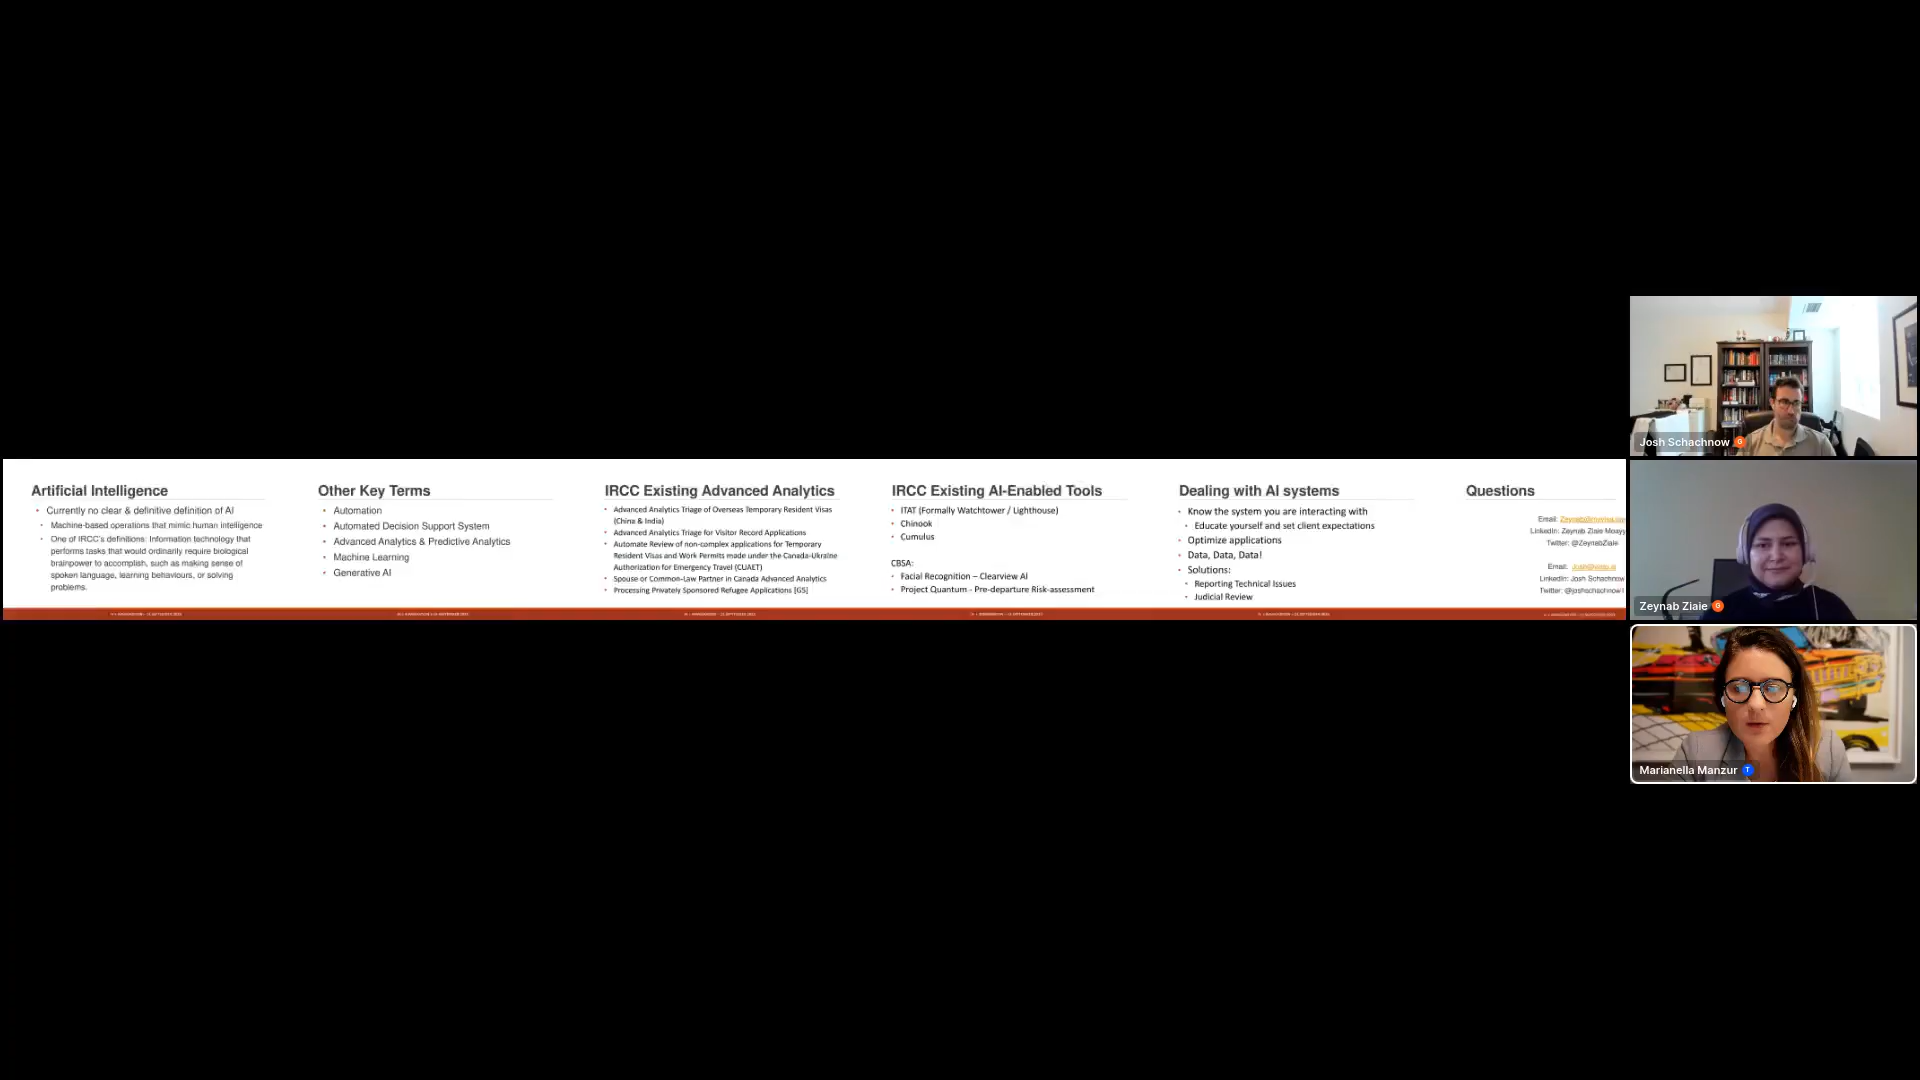 Artificial Intelligence
• Currently no clear & definitive definition of AI
• Machine-based operations that mimic human intelligence
• One of IRCC's definitions: Information technology that
performs tasks that would ordinarily require biological
brainpower to accomplish, such as making sense of
spoken language, learning behaviours, or solving
problems.
Other Key Terms
• Automation
• Automated Decision Support System
• Advanced Analytics & Predictive Analytics
• Machine Learning
• Generative AI
IRCC Existing Advanced Analytics
• Advanced Analytics Triage of Overseas Temporary Resident Visas
(China & India)
• Advanced Analytics Triage for Visitor Record Applications
• Automate Review of non-complex applications for Temporary
Resident Visas and Work Permits made under the Canada-Ukraine
Authorization for Emergency Travel (CUAET)
• Spouse or Common-Law Partner in Canada Advanced Analytics
• Processing Privately Sponsored Refugee Applications [GS]
IRCC Existing AI-Enabled Tools
• ITAT (Formally Watchtower / Lighthouse)
• Chinook
• Cumulus
CBSA:
• Facial Recognition – Clearview AI
• Project Quantum - Pre-departure Risk-assessment
Dealing with AI systems
• Know the system you are interacting with
• Educate yourself and set client expectations
• Optimize applications
• Data, Data, Data!
• Solutions:
• Reporting Technical Issues
• Judicial Review
Questions
Email:
LinkedIn: Zeynab Ziaie
Twitter: @ZeynabZiaie
Email: Josh@visto.ai
LinkedIn: Josh Schachnow
Twitter: @joshschachnow
Josh Schachnow G
Zeynab Ziaie G
Marianella Manzur T